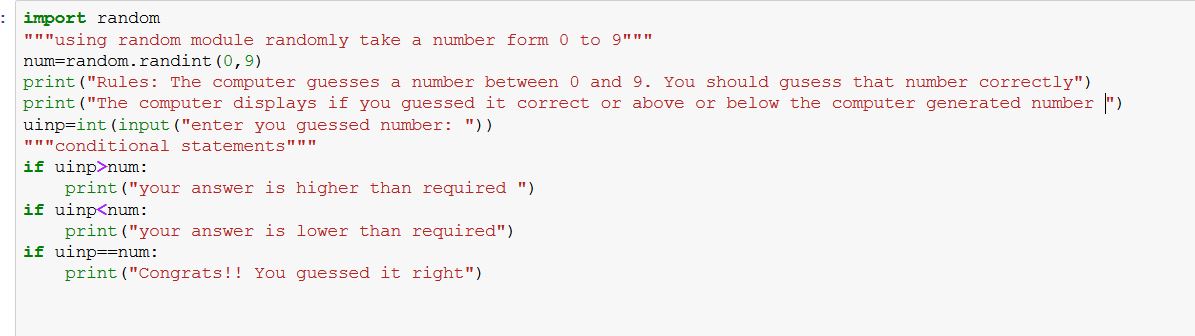 :
import random
"""using random module randomly take a number form 0 to 9"""
num=random.randint(0,9)
print("Rules: The computer guesses a number between 0 and 9. You should gusess that number correctly")
print("The computer displays if you guessed it correct or above or below the computer generated number ")
uinp=int(input("enter you guessed number: "))
"""conditional statements"""
if uinp>num:
    print("your answer is higher than required ")
if uinp<num:
    print("your answer is lower than required")
if uinp==num:
    print("Congrats!! You guessed it right")